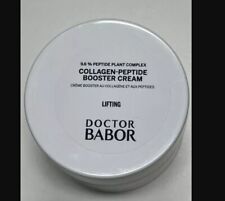 9.6 % PEPTIDE PLANT COMPLEX
COLLAGEN-PEPTIDE
BOOSTER CREAM
CRÈME BOOSTER AU COLLAGÈNE ET AUX PEPTIDES
LIFTING
DOCTOR
BABOR